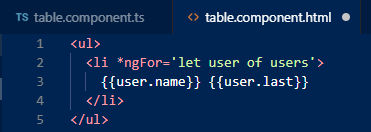 TS table.component.ts <> table.component.html
1 <ul>
2 <li *ngFor='let user of users'>
3 {{user.name}} {{user.last}}
4 </li>
5 </ul>